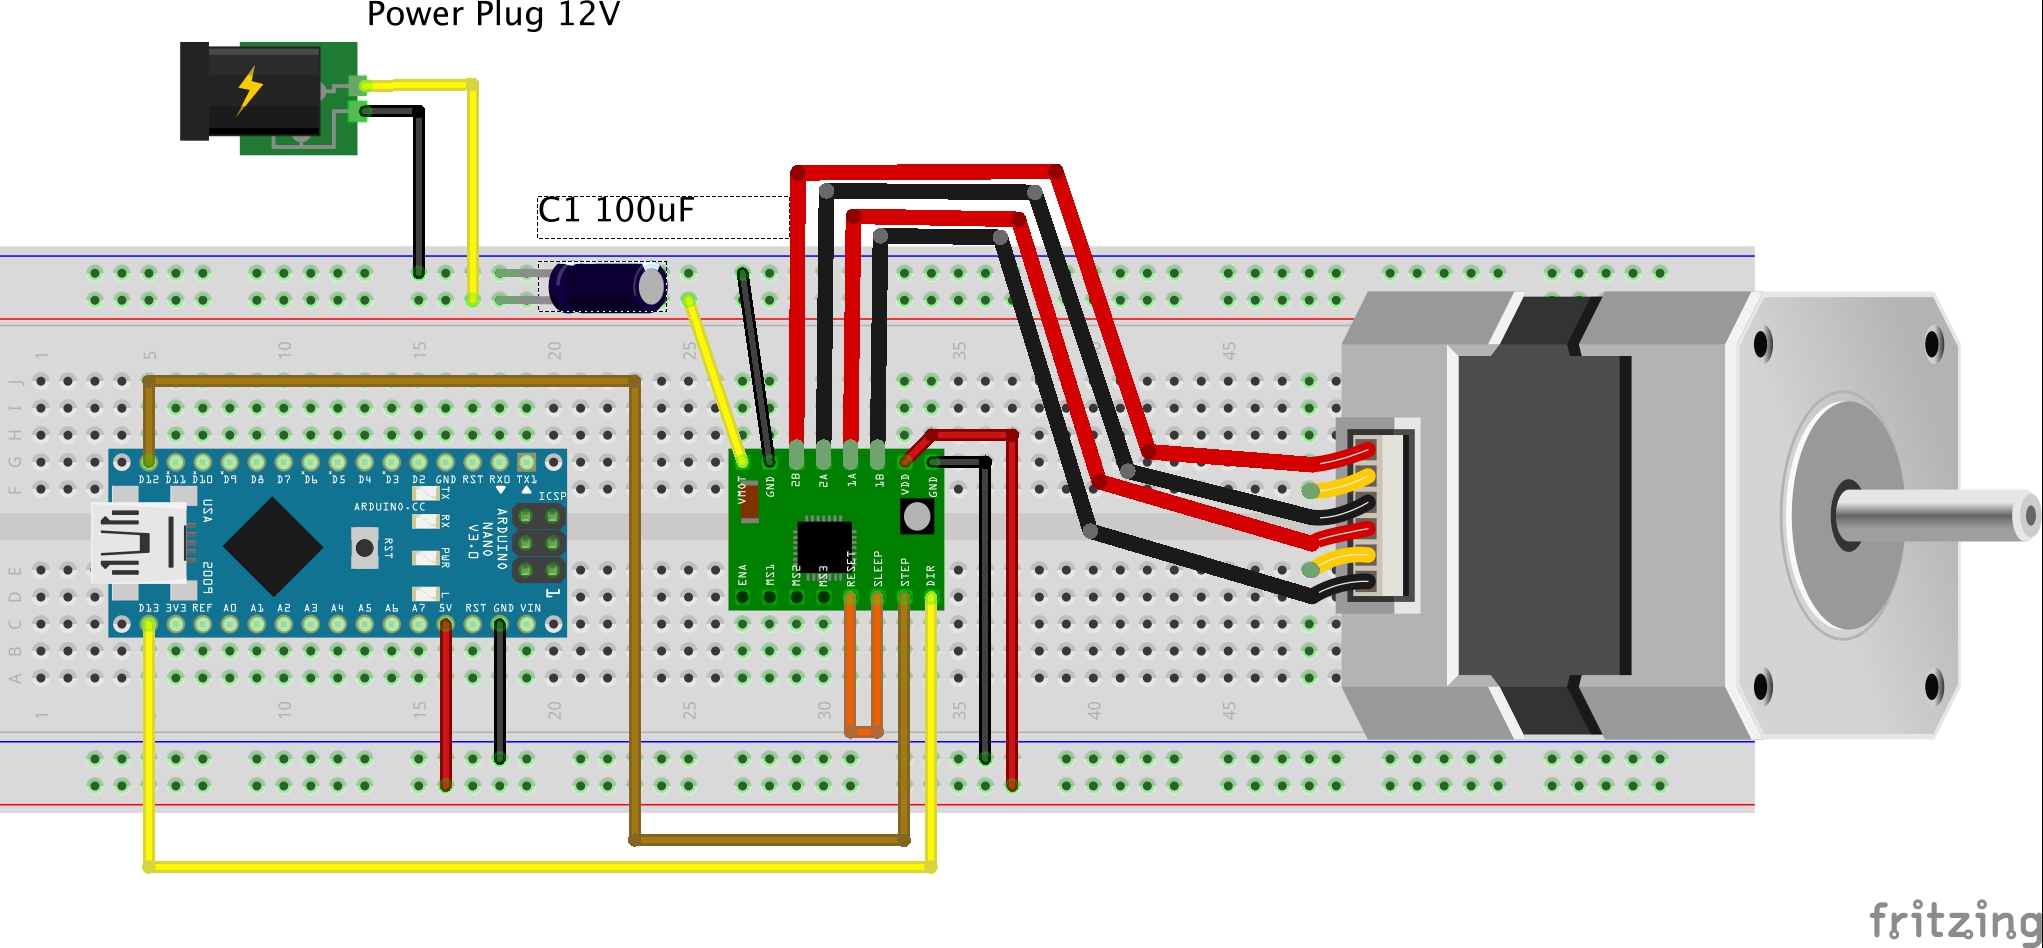 Power Plug 12V
C1 100uF
1 5 10 15 20 25 35 40 45
J
I
H
G
F
D12 D11 D10 D9 D8 D7 D6 D5 D4 D3 D2 GND RST RX0 TX1
USA
2009
ARDUINO.CC
RST
TX
RX
PWR
L
ARDUINO
NANO
V3.0
ICSP
1
D13 3V3 REF A0 A1 A2 A3 A4 A5 A6 A7 5V RST GND VIN
VMOT GND 2B 2A 1A 1B VDD GND
ENA MS1 MS2 MS3 RESET SLEEP STEP DIR
E
D
C
B
A
1 10 15 20 25 30 35 40 45
fritzing